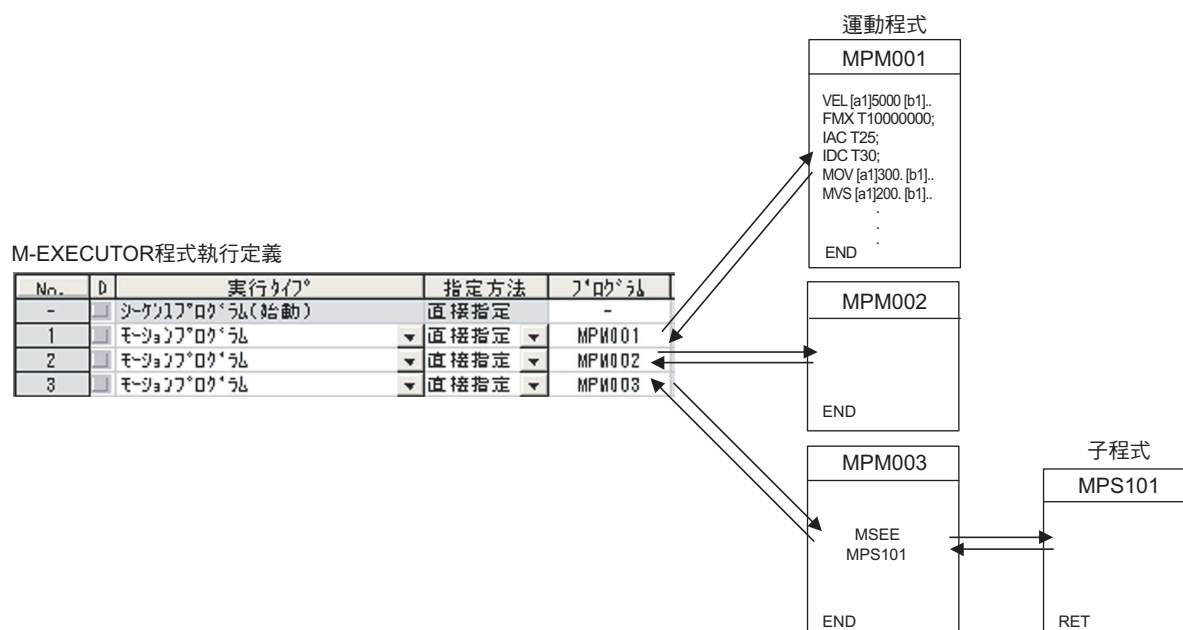 運動程式
MPM001
VEL [a1]5000 [b1]..
FMX T10000000;
IAC T25;
IDC T30;
MOV [a1]300. [b1]..
MVS [a1]200. [b1]..
.
.
.
END
M-EXECUTOR程式執行定義
No. D 実行ﾀｲﾌﾟ 指定方法 ﾌﾟﾛｸﾞﾗﾑ
- ｼｰｹﾝｽﾌﾟﾛｸﾞﾗﾑ(始動) 直接指定 -
1 ﾓｰｼｮﾝﾌﾟﾛｸﾞﾗﾑ 直接指定 MPM001
2 ﾓｰｼｮﾝﾌﾟﾛｸﾞﾗﾑ 直接指定 MPM002
3 ﾓｰｼｮﾝﾌﾟﾛｸﾞﾗﾑ 直接指定 MPM003
MPM002
END
MPM003
MSEE
MPS101
END
子程式
MPS101
RET